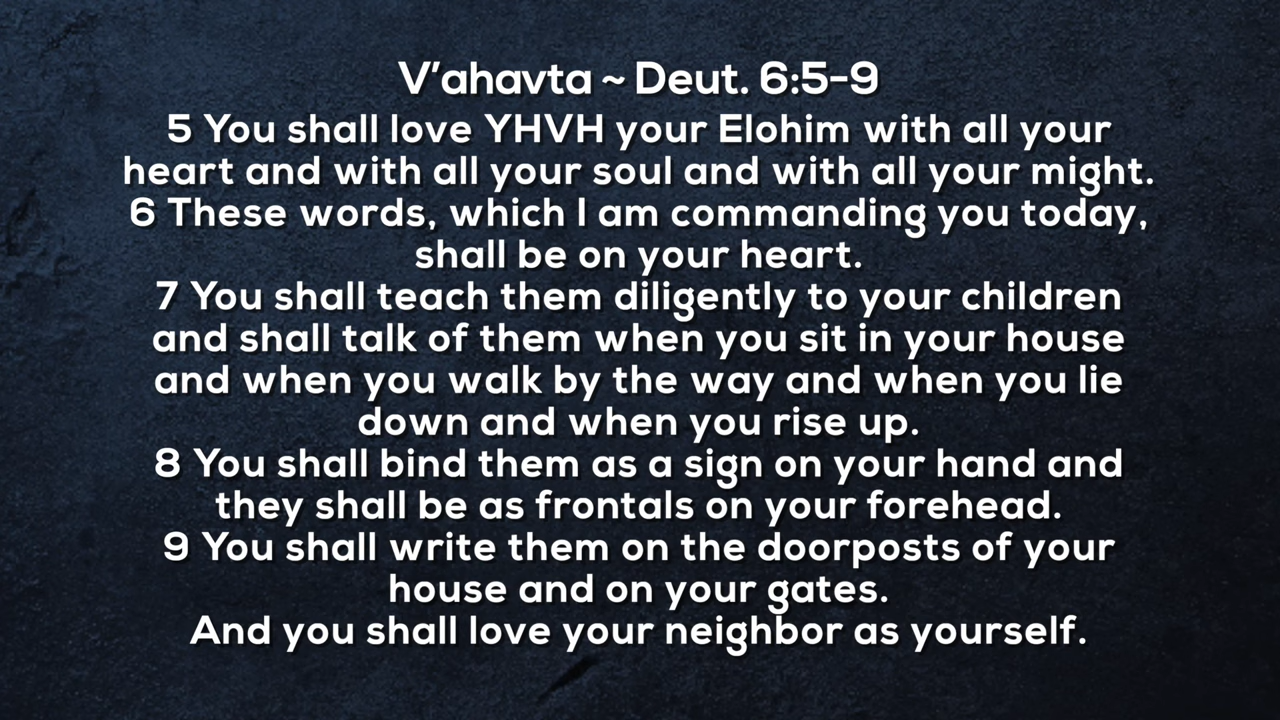 V'ahavta ~ Deut. 6:5-9
5 You shall love YHVH your Elohim with all your
heart and with all your soul and with all your might.
6 These words, which I am commanding you today,
shall be on your heart.
7 You shall teach them diligently to your children
and shall talk of them when you sit in your house
and when you walk by the way and when you lie
down and when you rise up.
8 You shall bind them as a sign on your hand and
they shall be as frontals on your forehead.
9 You shall write them on the doorposts of your
house and on your gates.
And you shall love your neighbor as yourself.